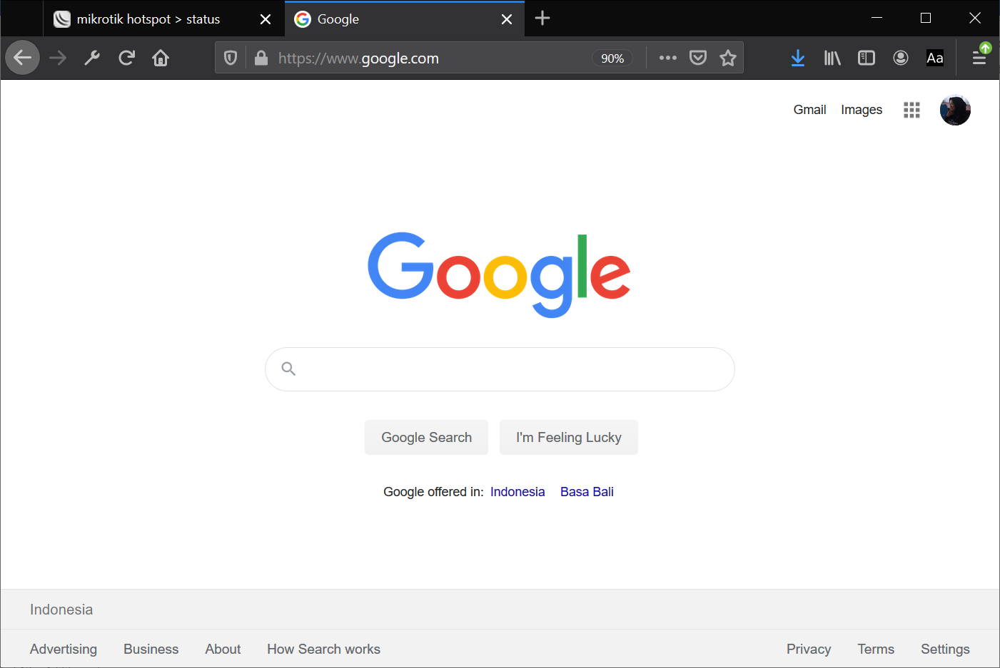 mikrotik hotspot > status
Google
https://www.google.com
90%
Aa
Gmail Images
Google
Google Search I'm Feeling Lucky
Google offered in: Indonesia Basa Bali
Indonesia
Advertising Business About How Search works Privacy Terms Settings